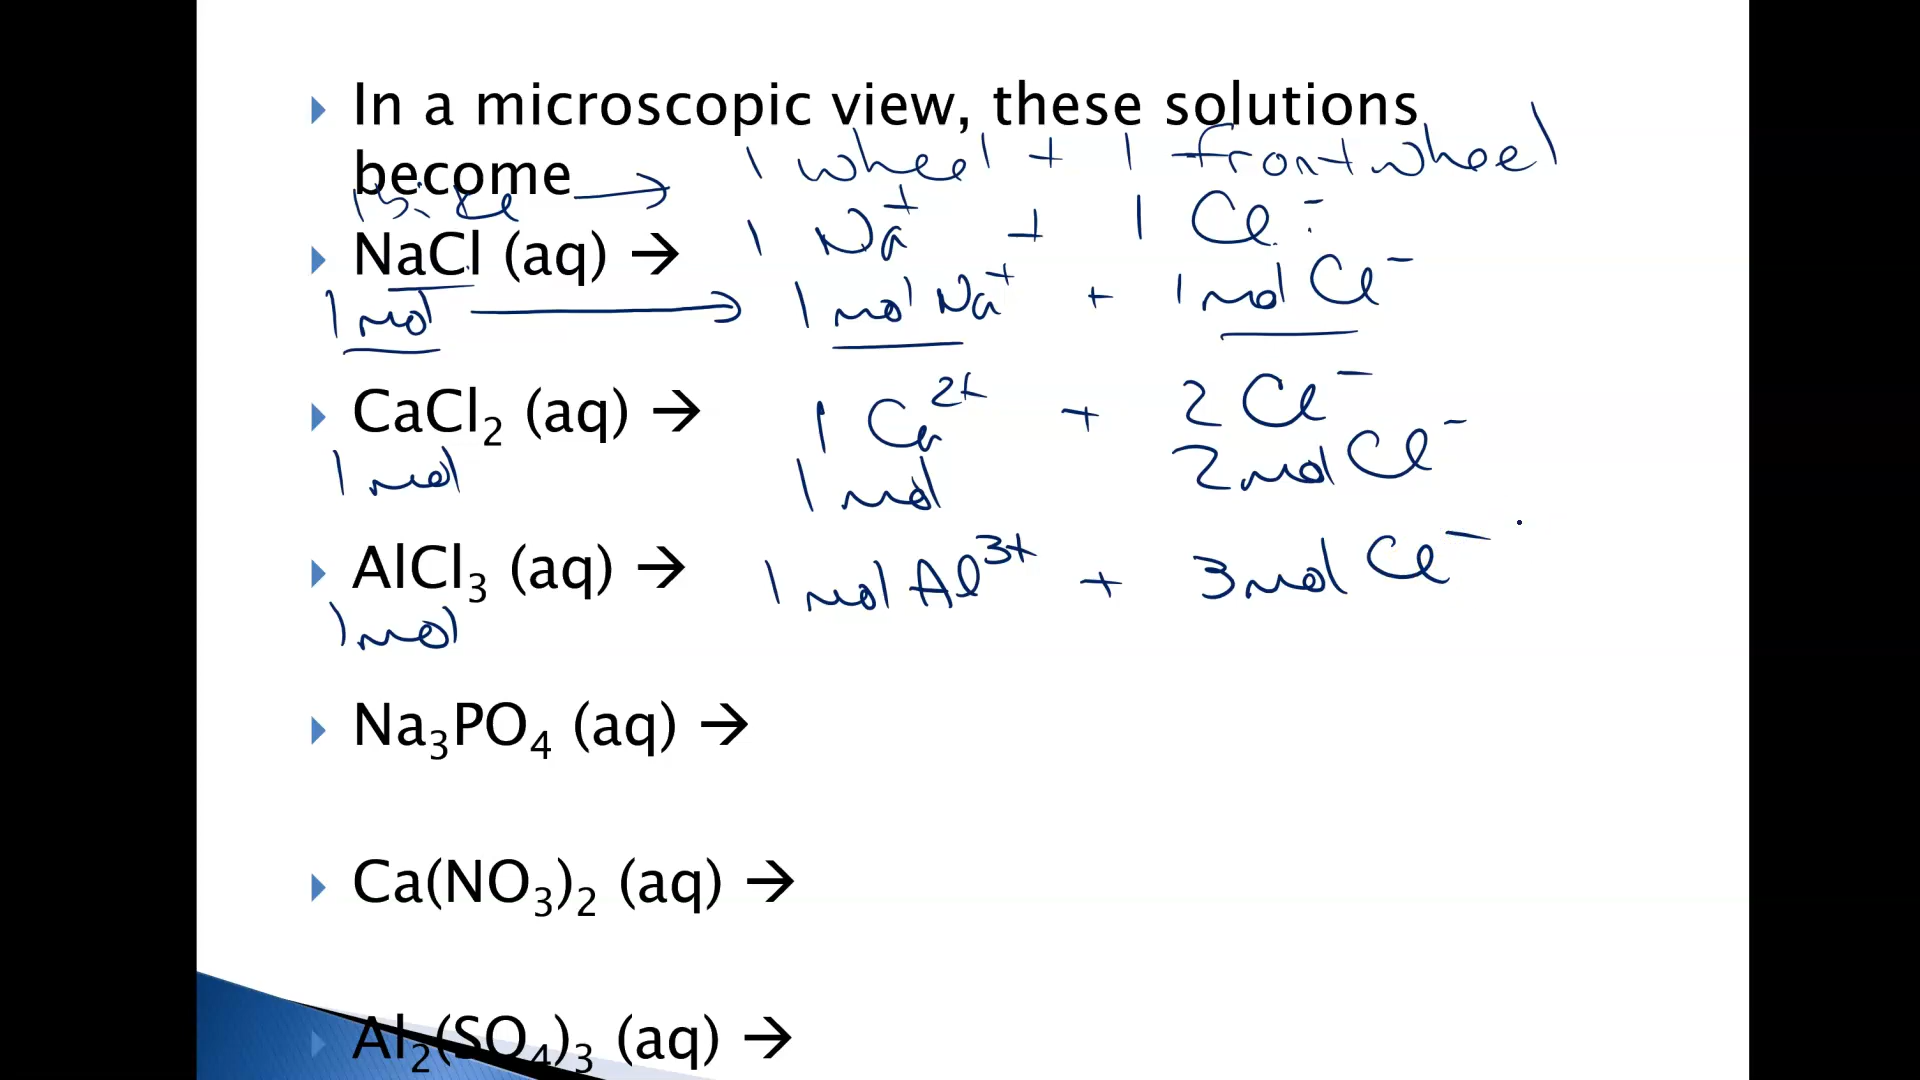 In a microscopic view, these solutions
become
1 Bike → 1 wheel + 1 front wheel
NaCl (aq) → 1 Na⁺ + 1 Cl⁻
1 mol → 1 mol Na⁺ + 1 mol Cl⁻
CaCl₂ (aq) → 1 Ca²⁺ + 2 Cl⁻
1 mol 1 mol 2 mol Cl⁻
AlCl₃ (aq) → 1 mol Al³⁺ + 3 mol Cl⁻
1 mol
Na₃PO₄ (aq) →
Ca(NO₃)₂ (aq) →
Al₂(SO₄)₃ (aq) →